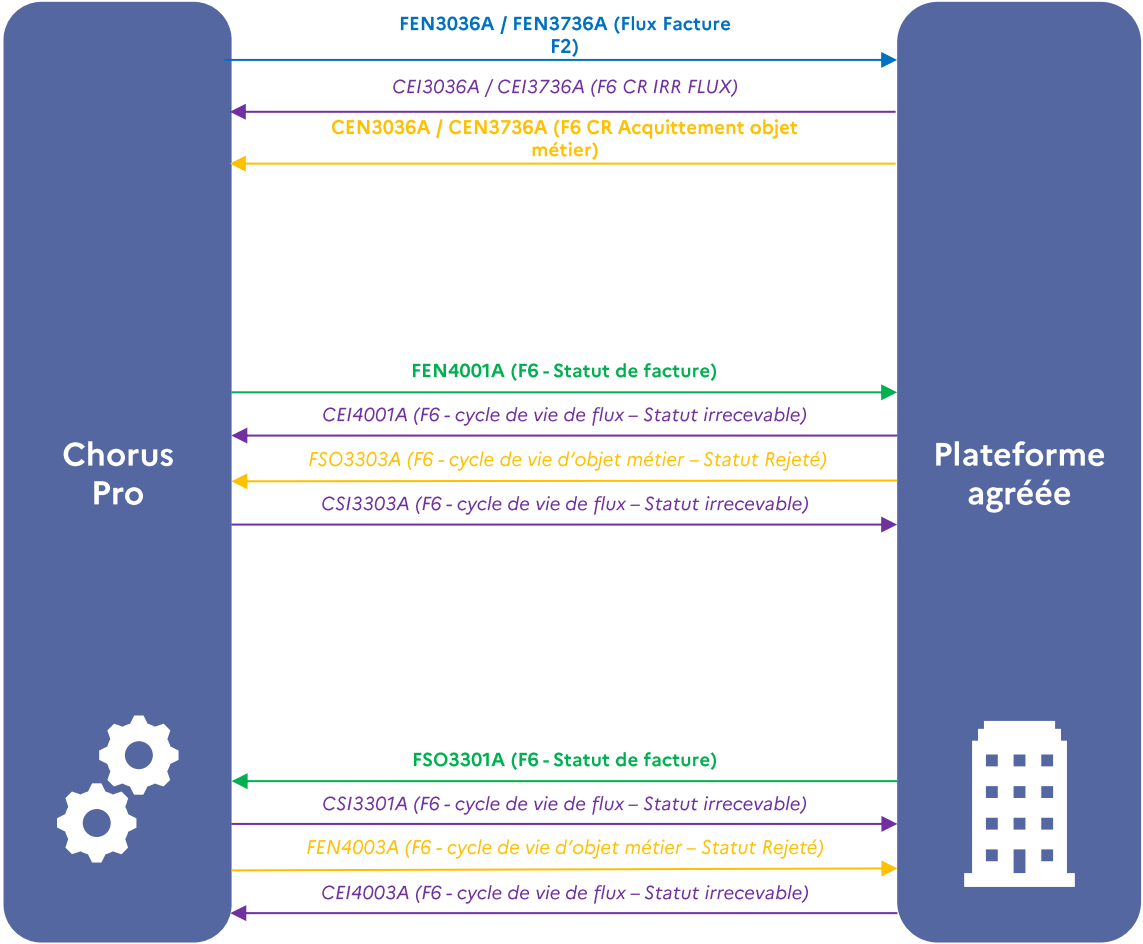 FEN3036A / FEN3736A (Flux Facture
F2)
CEI3036A / CEI3736A (F6 CR IRR FLUX)
CEN3036A / CEN3736A (F6 CR Acquittement objet
métier)
FEN4001A (F6 - Statut de facture)
CEI4001A (F6 - cycle de vie de flux – Statut irrecevable)
FSO3303A (F6 - cycle de vie d'objet métier – Statut Rejeté)
CSI3303A (F6 - cycle de vie de flux – Statut irrecevable)
Chorus
Pro
Plateforme
agréée
FSO3301A (F6 - Statut de facture)
CSI3301A (F6 - cycle de vie de flux – Statut irrecevable)
FEN4003A (F6 - cycle de vie d'objet métier – Statut Rejeté)
CEI4003A (F6 - cycle de vie de flux – Statut irrecevable)